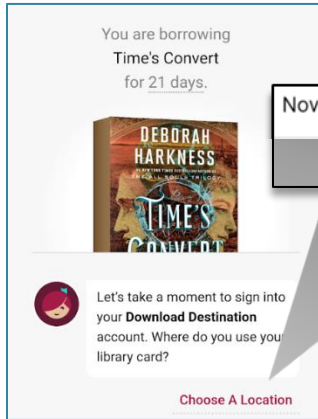 You are borrowing
Time's Convert
for 21 days.
Nov
DEBORAH
HARKNESS
TIME'S
CONVERT
Let's take a moment to sign into
your Download Destination
account. Where do you use your
library card?
Choose A Location